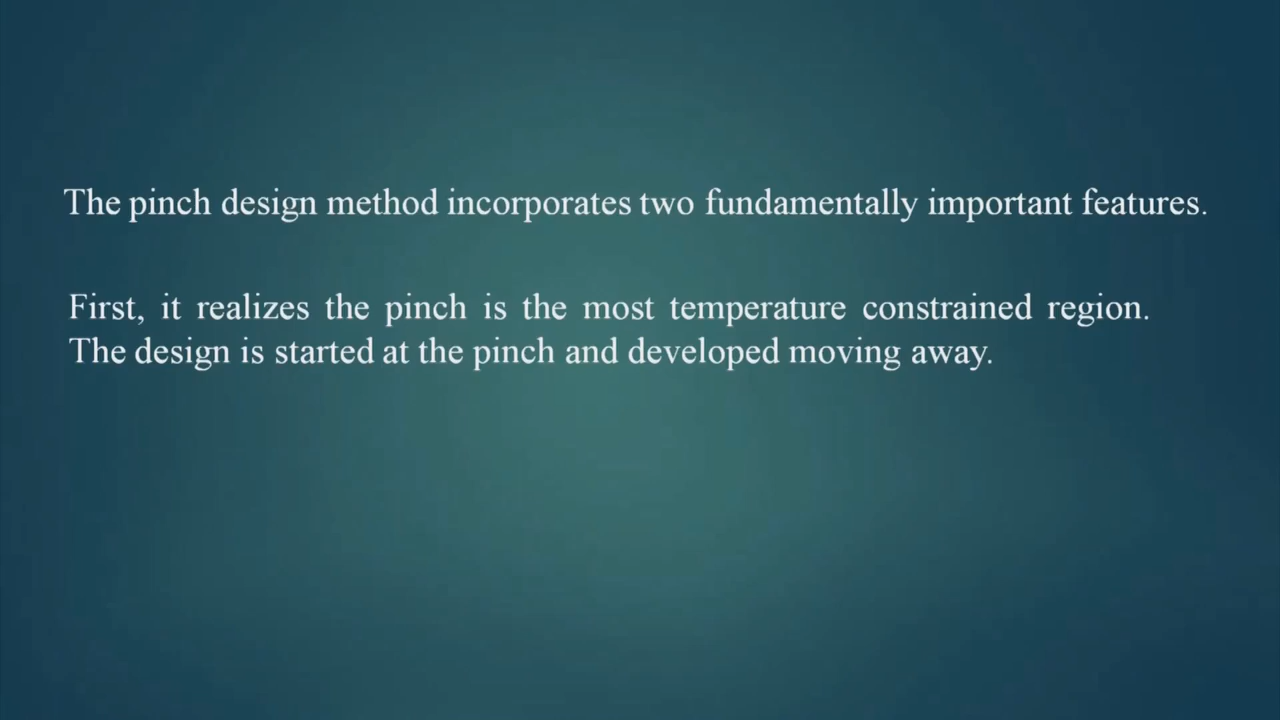 The pinch design method incorporates two fundamentally important features.
First, it realizes the pinch is the most temperature constrained region.
The design is started at the pinch and developed moving away.